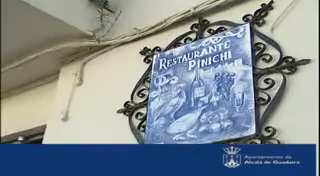 RESTAURANTE
PINICHI
Ayuntamiento de
Alcalá de Guadaíra